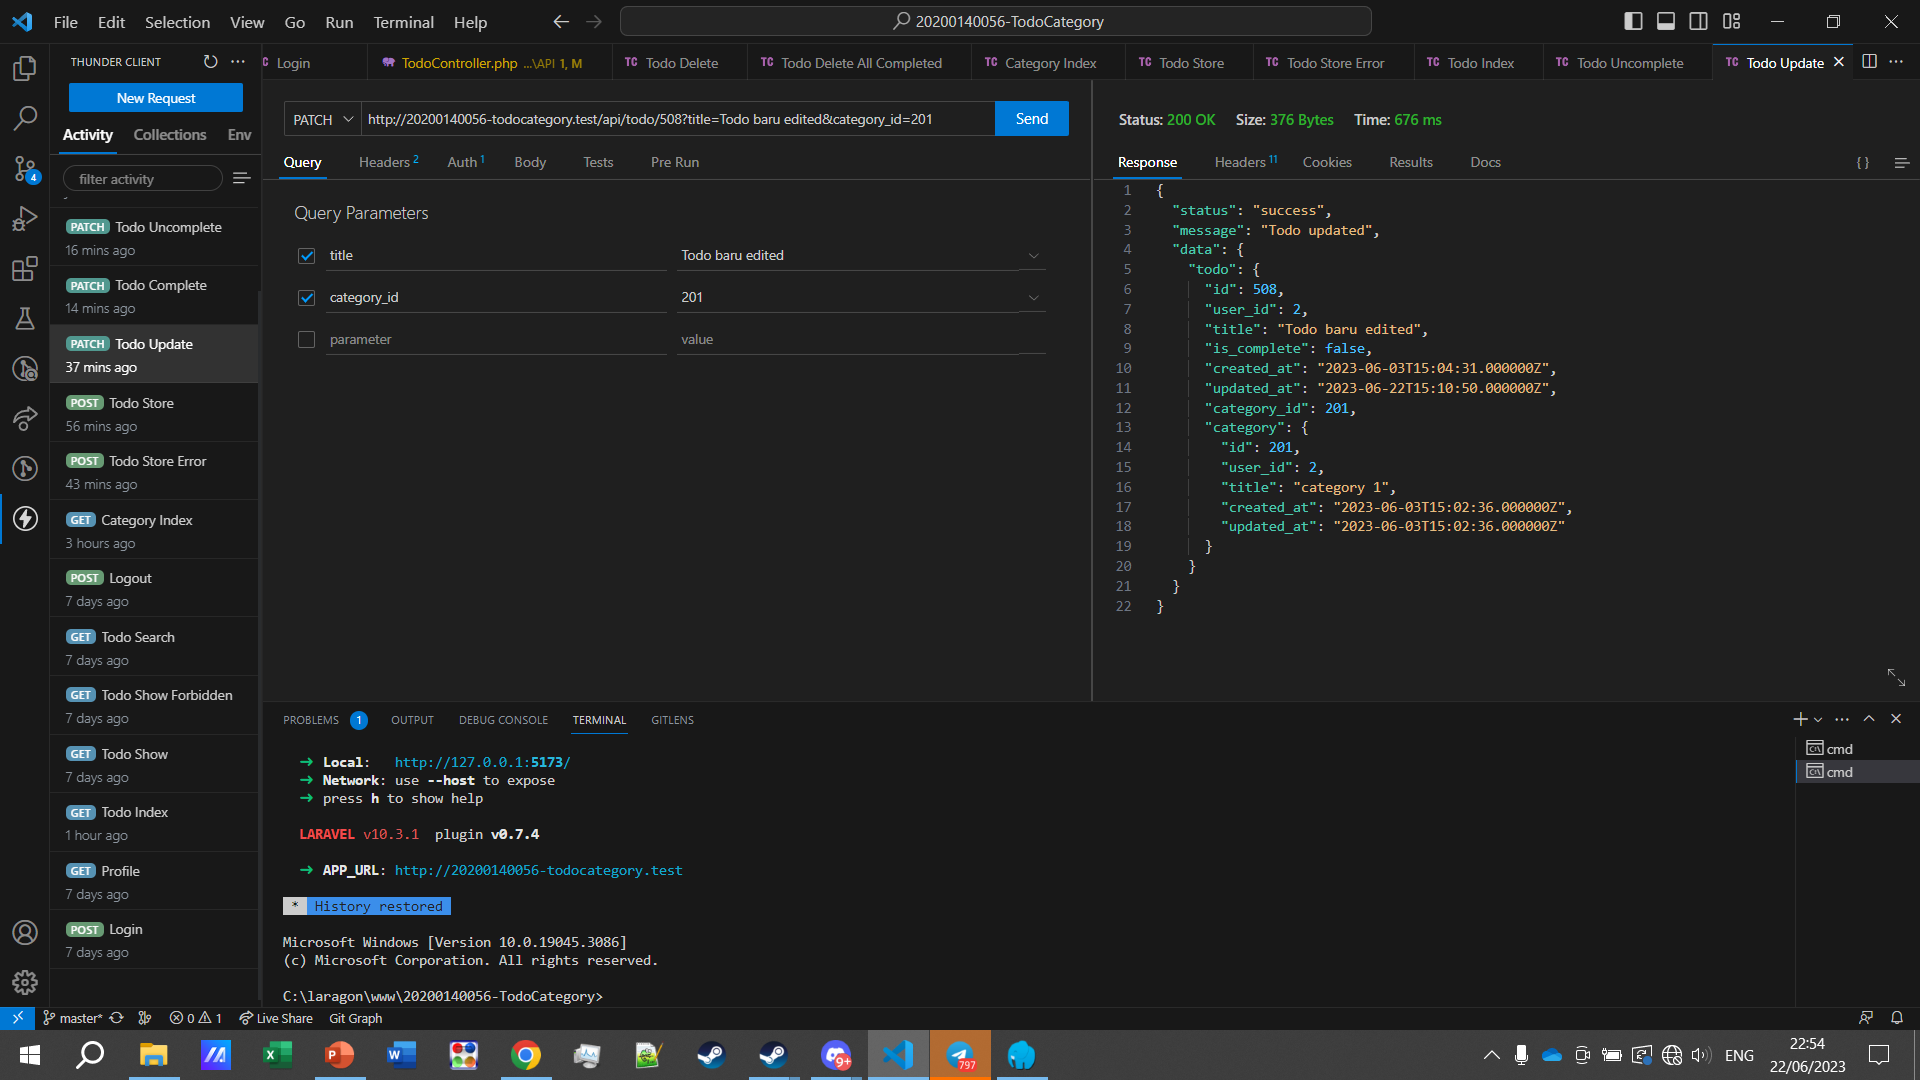 File Edit Selection View Go Run Terminal Help
20200140056-TodoCategory
THUNDER CLIENT
New Request
Activity Collections Env
filter activity
PATCH Todo Uncomplete
16 mins ago
PATCH Todo Complete
14 mins ago
PATCH Todo Update
37 mins ago
POST Todo Store
56 mins ago
POST Todo Store Error
43 mins ago
GET Category Index
3 hours ago
POST Logout
7 days ago
GET Todo Search
7 days ago
GET Todo Show Forbidden
7 days ago
GET Todo Show
7 days ago
GET Todo Index
1 hour ago
GET Profile
7 days ago
POST Login
7 days ago
4
Login
TodoController.php ...\API 1, M
TC Todo Delete
TC Todo Delete All Completed
TC Category Index
TC Todo Store
TC Todo Store Error
TC Todo Index
TC Todo Uncomplete
TC Todo Update
PATCH http://20200140056-todocategory.test/api/todo/508?title=Todo baru edited&category_id=201 Send
Query Headers 2 Auth 1 Body Tests Pre Run
Query Parameters
title Todo baru edited
category_id 201
parameter value
Status: 200 OK Size: 376 Bytes Time: 676 ms
Response Headers 11 Cookies Results Docs {}
1 {
2 "status": "success",
3 "message": "Todo updated",
4 "data": {
5 "todo": {
6 "id": 508,
7 "user_id": 2,
8 "title": "Todo baru edited",
9 "is_complete": false,
10 "created_at": "2023-06-03T15:04:31.000000Z",
11 "updated_at": "2023-06-22T15:10:50.000000Z",
12 "category_id": 201,
13 "category": {
14 "id": 201,
15 "user_id": 2,
16 "title": "category 1",
17 "created_at": "2023-06-03T15:02:36.000000Z",
18 "updated_at": "2023-06-03T15:02:36.000000Z"
19 }
20 }
21 }
22 }
PROBLEMS 1 OUTPUT DEBUG CONSOLE TERMINAL GITLENS
➜ Local: http://127.0.0.1:5173/
➜ Network: use --host to expose
➜ press h to show help
LARAVEL v10.3.1 plugin v0.7.4
➜ APP_URL: http://20200140056-todocategory.test
* History restored
Microsoft Windows [Version 10.0.19045.3086]
(c) Microsoft Corporation. All rights reserved.
C:\laragon\www\20200140056-TodoCategory>
cmd
cmd
master* 0 1 Live Share Git Graph
9+ 797
ENG
22:54
22/06/2023